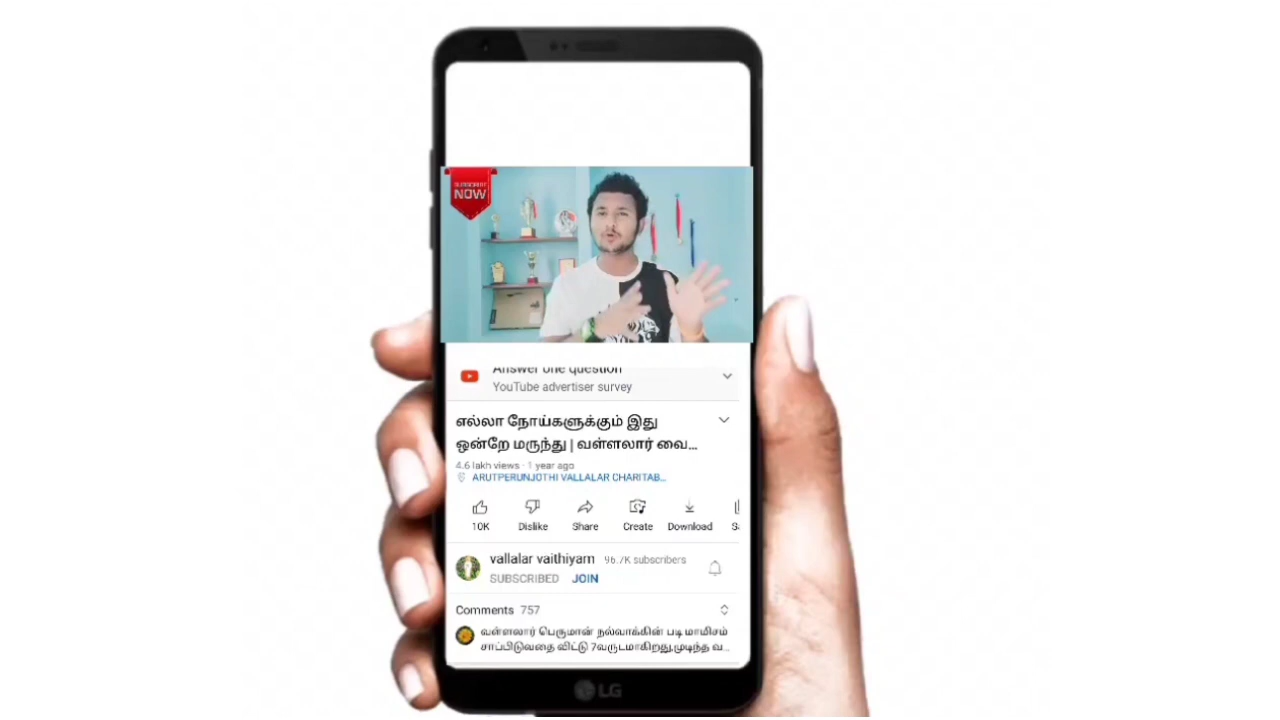 SUBSCRIBE
NOW
Answer one question
YouTube advertiser survey
எல்லா நோய்களுக்கும் இது
ஒன்றே மருந்து | வள்ளலார் வை...
4.6 lakh views · 1 year ago
ARUTPERUNJOTHI VALLALAR CHARITAB...
10K Dislike Share Create Download
vallalar vaithiyam 96.7K subscribers
SUBSCRIBED JOIN
Comments 757
வள்ளலார் பெருமான் நல்வாக்கின் படி மாமிசம்
சாப்பிடுவதை விட்டு 7வருடமாகிறது.முடிந்த வ...
LG